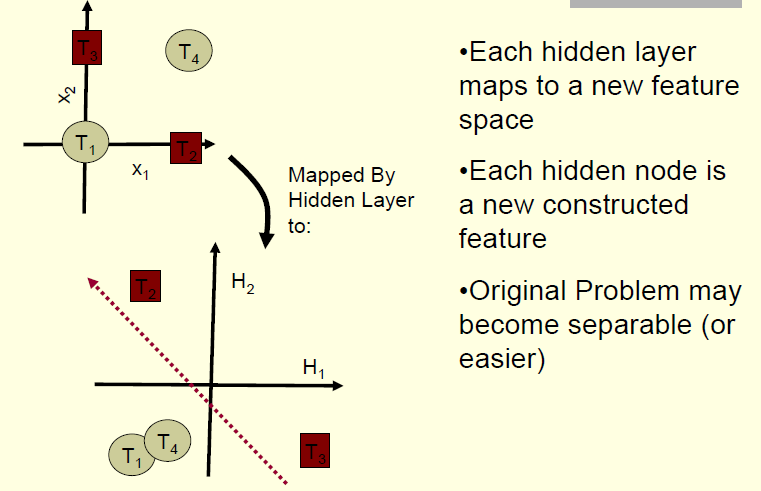 T3
T4
x2
T1
T2
x1
Mapped By
Hidden Layer
to:
T2
H2
H1
T1
T4
T3
•Each hidden layer
maps to a new feature
space
•Each hidden node is
a new constructed
feature
•Original Problem may
become separable (or
easier)